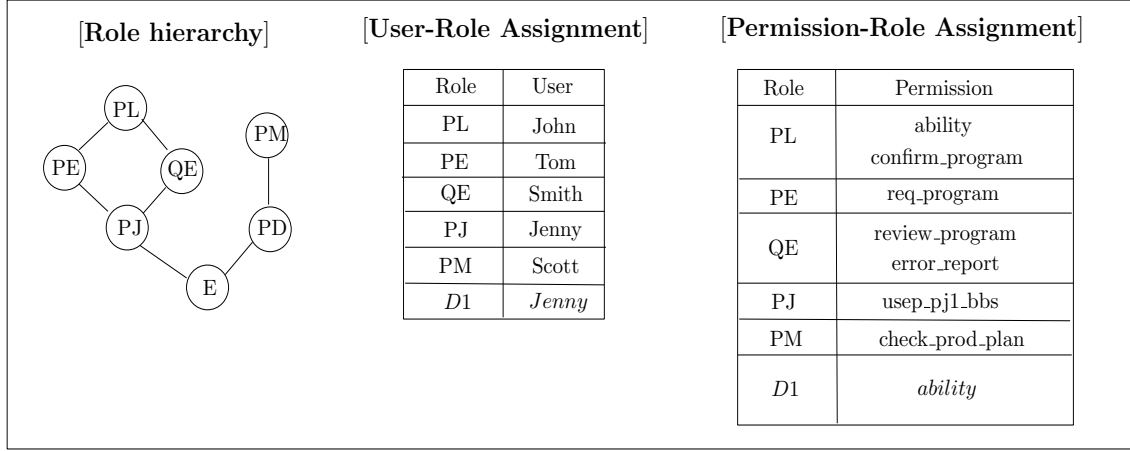 [Role hierarchy]
[User-Role Assignment]
[Permission-Role Assignment]
PL
PM
PE
QE
PJ
PD
E
Role User
PL John
PE Tom
QE Smith
PJ Jenny
PM Scott
D1 Jenny
Role Permission
PL ability
confirm_program
PE req_program
QE review_program
error_report
PJ usep_pj1_bbs
PM check_prod_plan
D1 ability